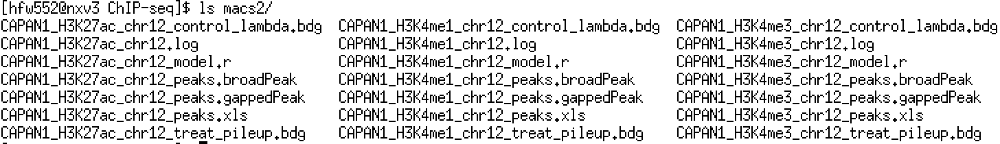 [hfw552@nxv3 ChIP-seq]$ ls macs2/
CAPAN1_H3K27ac_chr12_control_lambda.bdg CAPAN1_H3K4me1_chr12_control_lambda.bdg CAPAN1_H3K4me3_chr12_control_lambda.bdg
CAPAN1_H3K27ac_chr12.log CAPAN1_H3K4me1_chr12.log CAPAN1_H3K4me3_chr12.log
CAPAN1_H3K27ac_chr12_model.r CAPAN1_H3K4me1_chr12_model.r CAPAN1_H3K4me3_chr12_model.r
CAPAN1_H3K27ac_chr12_peaks.broadPeak CAPAN1_H3K4me1_chr12_peaks.broadPeak CAPAN1_H3K4me3_chr12_peaks.broadPeak
CAPAN1_H3K27ac_chr12_peaks.gappedPeak CAPAN1_H3K4me1_chr12_peaks.gappedPeak CAPAN1_H3K4me3_chr12_peaks.gappedPeak
CAPAN1_H3K27ac_chr12_peaks.xls CAPAN1_H3K4me1_chr12_peaks.xls CAPAN1_H3K4me3_chr12_peaks.xls
CAPAN1_H3K27ac_chr12_treat_pileup.bdg CAPAN1_H3K4me1_chr12_treat_pileup.bdg CAPAN1_H3K4me3_chr12_treat_pileup.bdg